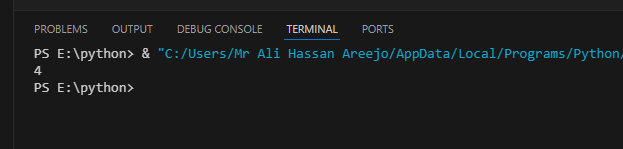 PROBLEMS OUTPUT DEBUG CONSOLE TERMINAL PORTS
PS E:\python> & "C:/Users/Mr Ali Hassan Areejo/AppData/Local/Programs/Python/
4
PS E:\python>